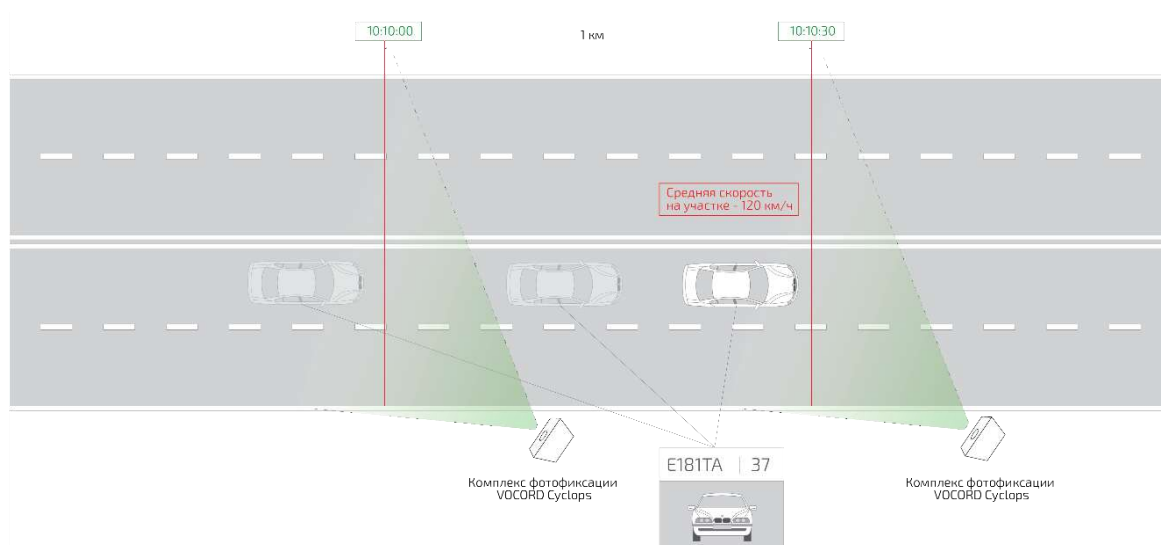 10:10:00
1 км
10:10:30
Средняя скорость
на участке - 120 км/ч
E181TA | 37
Комплекс фотофиксации
VOCORD Cyclops
Комплекс фотофиксации
VOCORD Cyclops